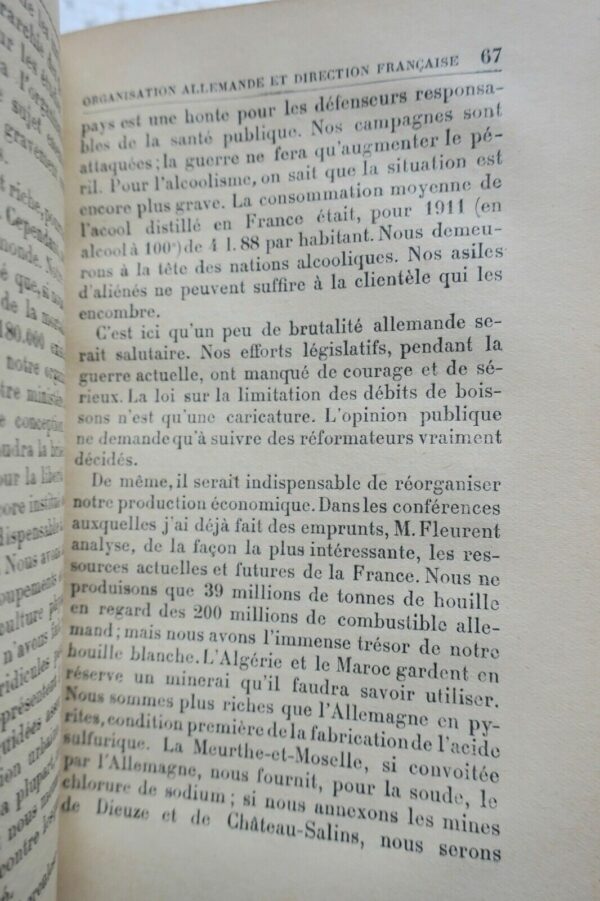 ORGANISATION ALLEMANDE ET DIRECTION FRANÇAISE 67
pays est une honte pour les défenseurs responsa-
bles de la santé publique. Nos campagnes sont
attaquées; la guerre ne fera qu'augmenter le pé-
ril. Pour l'alcoolisme, on sait que la situation est
encore plus grave. La consommation moyenne de
l'acool distillé en France était, pour 1911 (en
alcool à 100°) de 4 l. 88 par habitant. Nous demeu-
rons à la tête des nations alcooliques. Nos asiles
d'aliénés ne peuvent suffire à la clientèle qui les
encombre.
C'est ici qu'un peu de brutalité allemande se-
rait salutaire. Nos efforts législatifs, pendant la
guerre actuelle, ont manqué de courage et de sé-
rieux. La loi sur la limitation des débits de bois-
sons n'est qu'une caricature. L'opinion publique
ne demande qu'à suivre des réformateurs vraiment
décidés.
De même, il serait indispensable de réorganiser
notre production économique. Dans les conférences
auxquelles j'ai déjà fait des emprunts, M. Fleurent
analyse, de la façon la plus intéressante, les res-
sources actuelles et futures de la France. Nous ne
produisons que 39 millions de tonnes de houille
en regard des 200 millions de combustible alle-
mand; mais nous avons l'immense trésor de notre
houille blanche. L'Algérie et le Maroc gardent en
réserve un minerai qu'il faudra savoir utiliser.
Nous sommes plus riches que l'Allemagne en py-
rites, condition première de la fabrication de l'acide
sulfurique. La Meurthe-et-Moselle, si convoitée
par l'Allemagne, nous fournit, pour la soude, le
chlorure de sodium; si nous annexons les mines
de Dieuze et de Château-Salins, nous serons